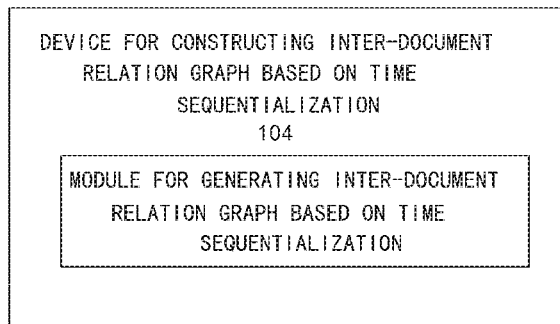 DEVICE FOR CONSTRUCTING INTER-DOCUMENT
RELATION GRAPH BASED ON TIME
SEQUENTIALIZATION
104
MODULE FOR GENERATING INTER-DOCUMENT
RELATION GRAPH BASED ON TIME
SEQUENTIALIZATION